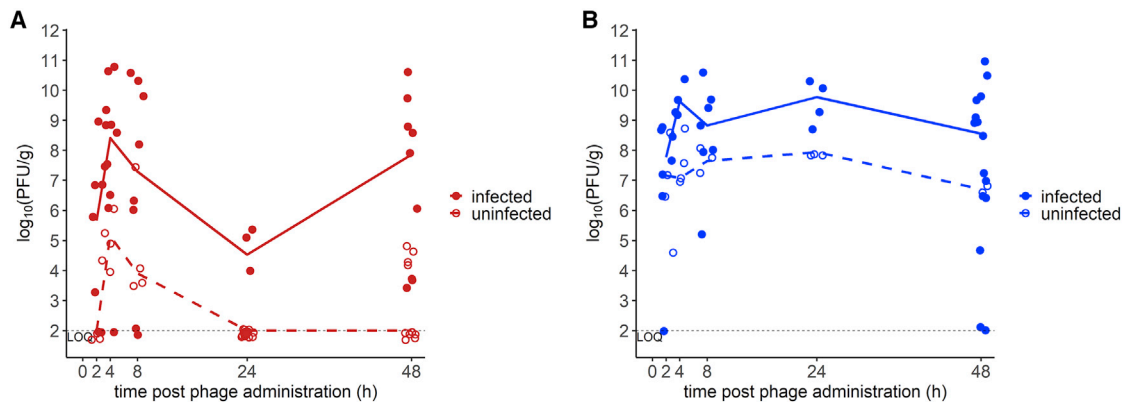 A
12
11
10
9
8
7
6
5
4
3
2
log10(PFU/g)
LOQ
0 2 4 8 24 48
time post phage administration (h)
infected
uninfected
B
12
11
10
9
8
7
6
5
4
3
2
log10(PFU/g)
LOQ
0 2 4 8 24 48
time post phage administration (h)
infected
uninfected